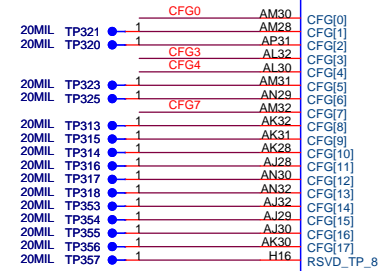 CFG0 AM30 CFG[0]
20MIL TP321 1 AM28 CFG[1]
20MIL TP320 1 AP31 CFG[2]
CFG3 AL32 CFG[3]
CFG4 AL30 CFG[4]
20MIL TP323 1 AM31 CFG[5]
20MIL TP325 1 AN29 CFG[6]
CFG7 AM32 CFG[7]
20MIL TP313 1 AK32 CFG[8]
20MIL TP315 1 AK31 CFG[9]
20MIL TP314 1 AK28 CFG[10]
20MIL TP316 1 AJ28 CFG[11]
20MIL TP317 1 AN30 CFG[12]
20MIL TP318 1 AN32 CFG[13]
20MIL TP353 1 AJ32 CFG[14]
20MIL TP354 1 AJ29 CFG[15]
20MIL TP355 1 AJ30 CFG[16]
20MIL TP356 1 AK30 CFG[17]
20MIL TP357 1 H16 RSVD_TP_8